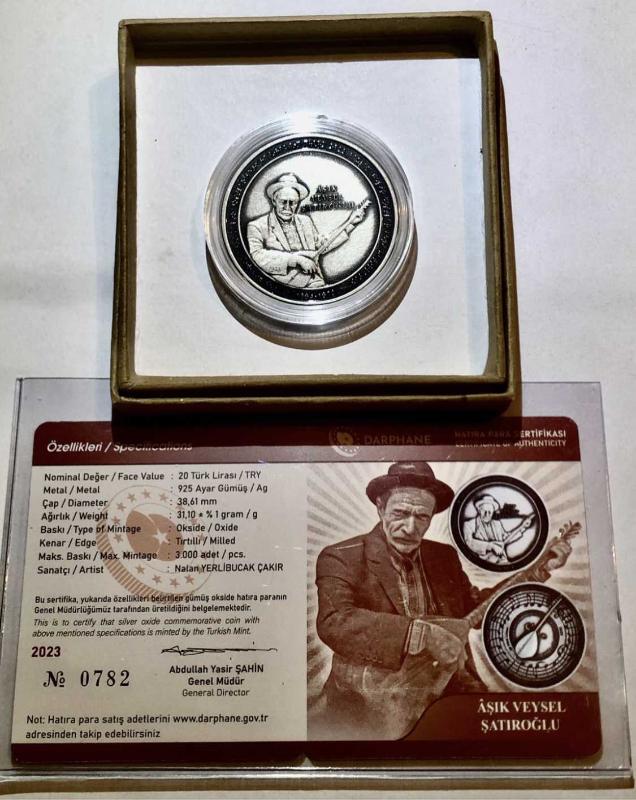 ÂŞIK
VEYSEL
ŞATIROĞLU
Özellikleri / Specifications
DARPHANE
HATIRA PARA SERTİFİKASI
CERTIFICATE OF AUTHENTICITY
Nominal Değer / Face Value : 20 Türk Lirası / TRY
Metal / Metal : 925 Ayar Gümüş / Ag
Çap / Diameter : 38,61 mm
Ağırlık / Weight : 31,10 ± % 1 gram / g
Baskı / Type of Mintage : Okside / Oxide
Kenar / Edge : Tırtıllı / Milled
Maks. Baskı / Max. Mintage : 3.000 adet / pcs.
Sanatçı / Artist : Nalan YERLİBUCAK ÇAKIR
Bu sertifika, yukarıda özellikleri belirtilen gümüş okside hatıra paranın
Genel Müdürlüğümüz tarafından üretildiğini belgelemektedir.
This is to certify that silver oxide commemorative coin with
above mentioned specifications is minted by the Turkish Mint.
2023
№ 0782
Abdullah Yasir ŞAHİN
Genel Müdür
General Director
Not: Hatıra para satış adetlerini www.darphane.gov.tr
adresinden takip edebilirsiniz
ÂŞIK VEYSEL
ŞATIROĞLU